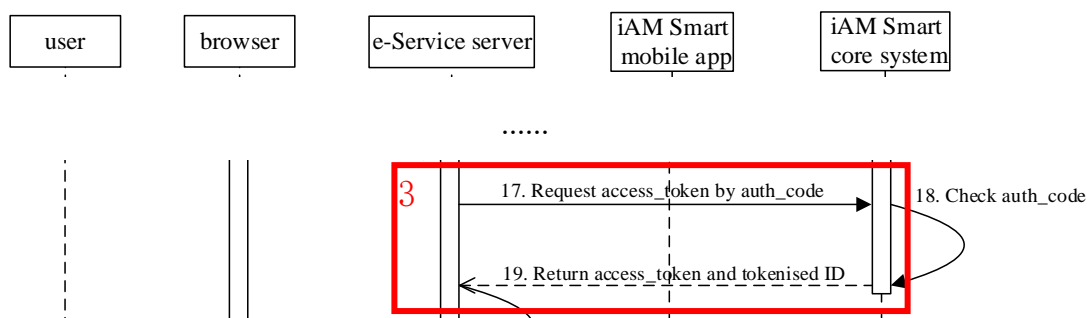 user
browser
e-Service server
iAM Smart
mobile app
iAM Smart
core system
......
3
17. Request access_token by auth_code
18. Check auth_code
19. Return access_token and tokenised ID